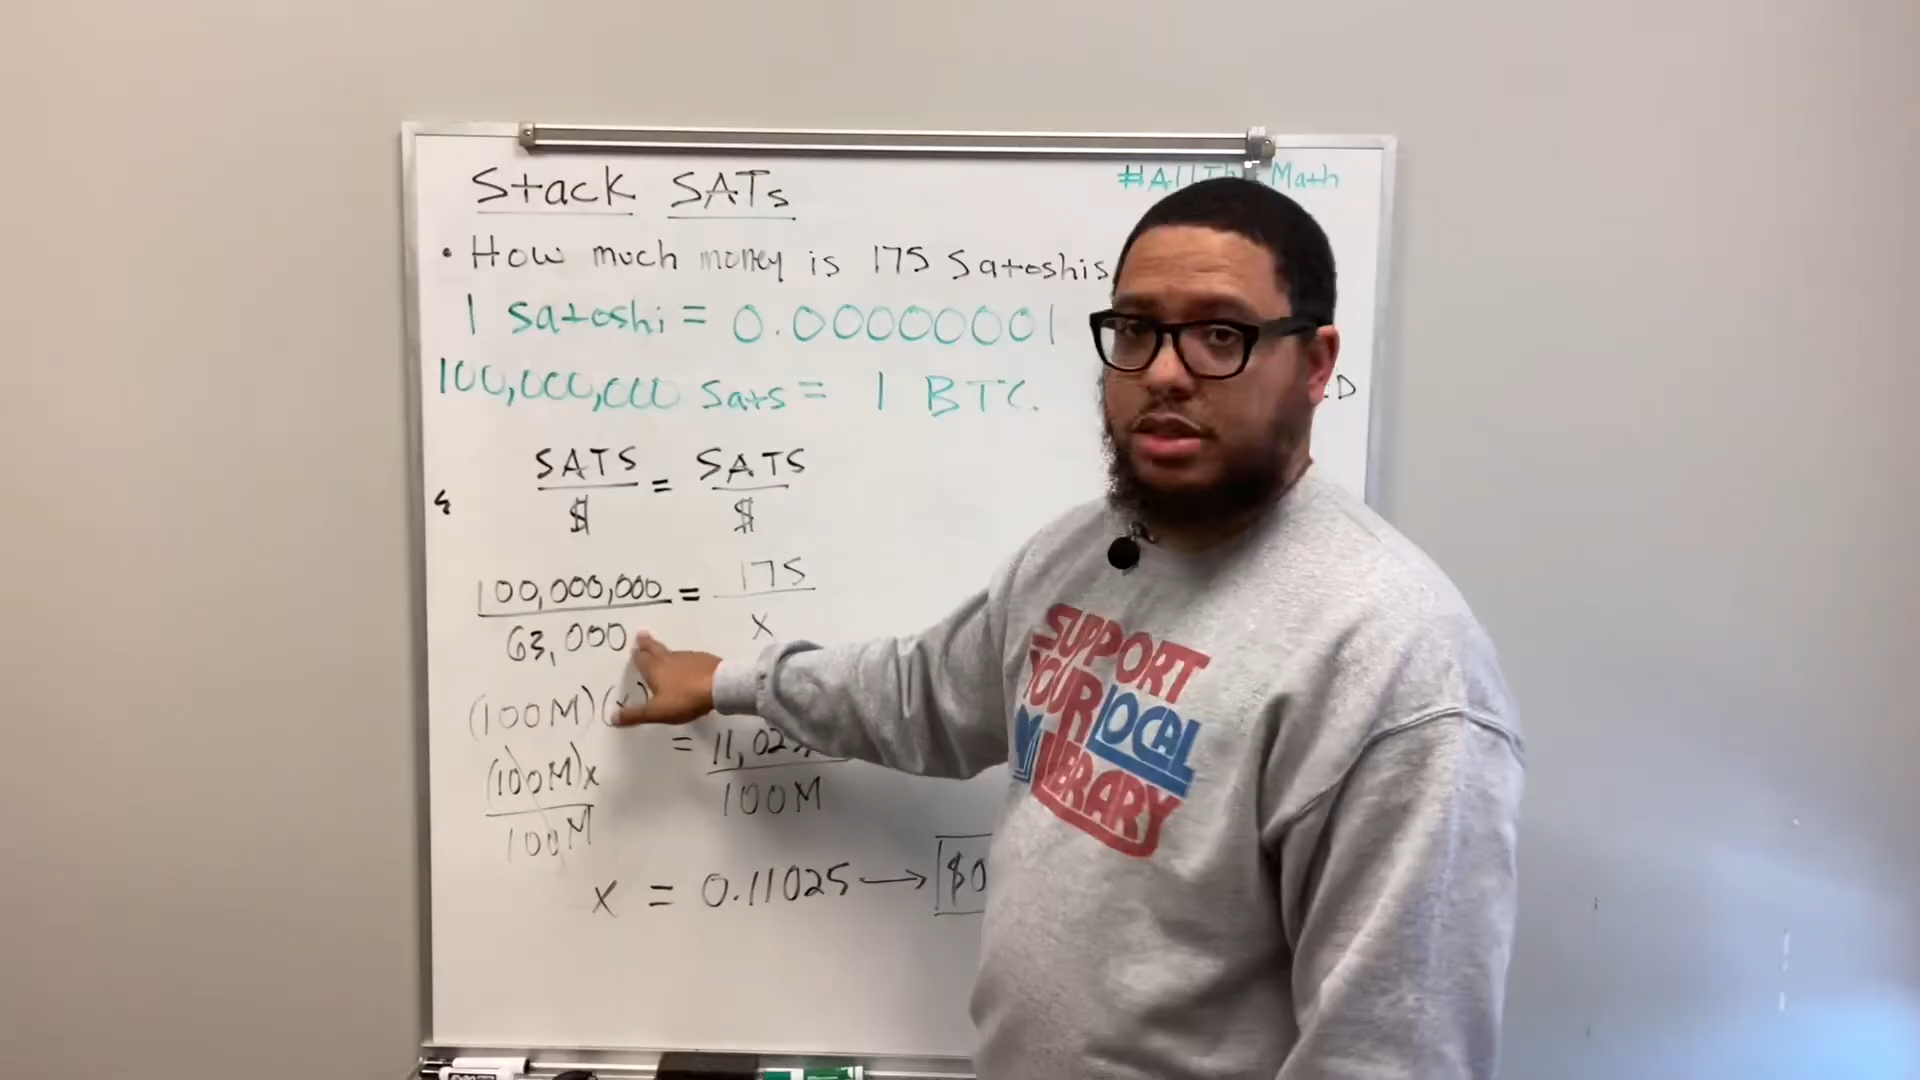 Stack SATs
#AllTh Math
• How much money is 175 Satoshis
1 Satoshi = 0.00000001
100,000,000 Sats = 1 BTC.
SATS = SATS
$ $
100,000,000 = 175
63,000 x
(100M)(x)
(100M)x = 11,02
100M 100M
x = 0.11025 → $0
SUPPORT
YOUR LOCAL
LIBRARY